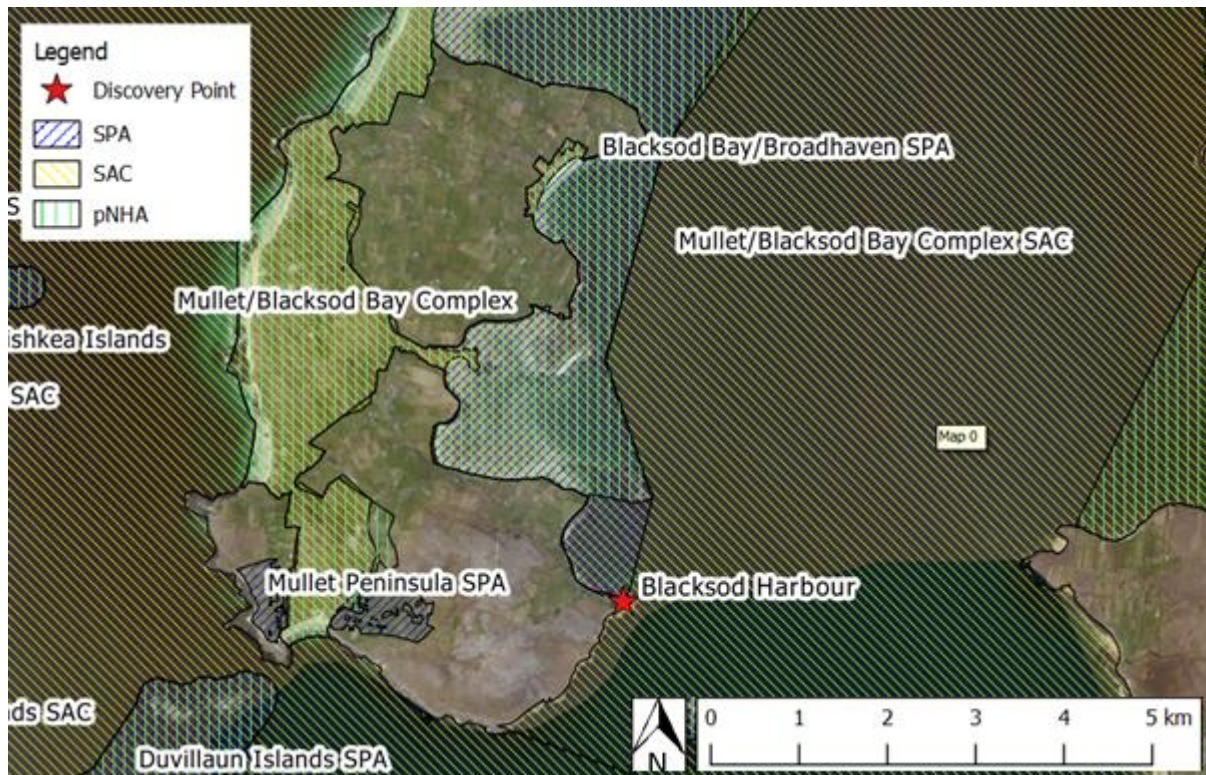 Legend
Discovery Point
SPA
SAC
pNHA
Blacksod Bay/Broadhaven SPA
Mullet/Blacksod Bay Complex SAC
S
Mullet/Blacksod Bay Complex
ishkea Islands
SAC
Map 0
Mullet Peninsula SPA
Blacksod Harbour
ds SAC
Duvillaun Islands SPA
N
0 1 2 3 4 5 km